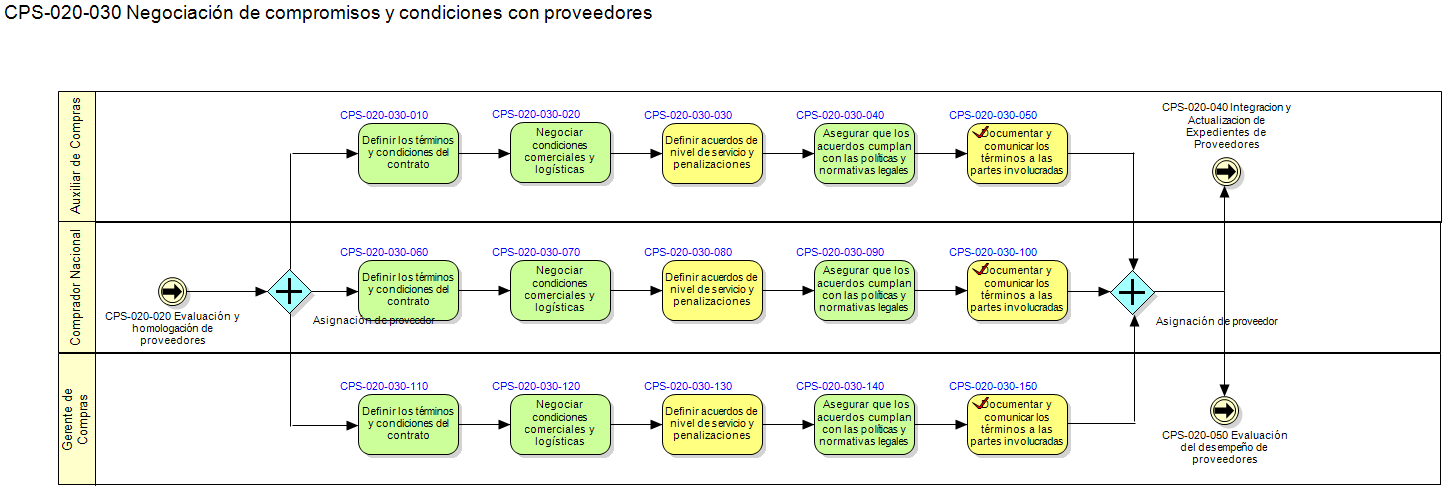 CPS-020-030 Negociación de compromisos y condiciones con proveedores
Auxiliar de Compras
CPS-020-030-010
Definir los términos
y condiciones del
contrato
CPS-020-030-020
Negociar
condiciones
comerciales y
logísticas
CPS-020-030-030
Definir acuerdos de
nivel de servicio y
penalizaciones
CPS-020-030-040
Asegurar que los
acuerdos cumplan
con las políticas y
normativas legales
CPS-020-030-050
Documentar y
comunicar los
términos a las
partes involucradas
CPS-020-040 Integracion y
Actualizacion de
Expedientes de
Proveedores
Comprador Nacional
CPS-020-020 Evaluación y
homologación de
proveedores
Asignación de proveedor
CPS-020-030-060
Definir los términos
y condiciones del
contrato
CPS-020-030-070
Negociar
condiciones
comerciales y
logísticas
CPS-020-030-080
Definir acuerdos de
nivel de servicio y
penalizaciones
CPS-020-030-090
Asegurar que los
acuerdos cumplan
con las políticas y
normativas legales
CPS-020-030-100
Documentar y
comunicar los
términos a las
partes involucradas
Asignación de proveedor
Gerente de
Compras
CPS-020-030-110
Definir los términos
y condiciones del
contrato
CPS-020-030-120
Negociar
condiciones
comerciales y
logísticas
CPS-020-030-130
Definir acuerdos de
nivel de servicio y
penalizaciones
CPS-020-030-140
Asegurar que los
acuerdos cumplan
con las políticas y
normativas legales
CPS-020-030-150
Documentar y
comunicar los
términos a las
partes involucradas
CPS-020-050 Evaluación
del desempeño de
proveedores